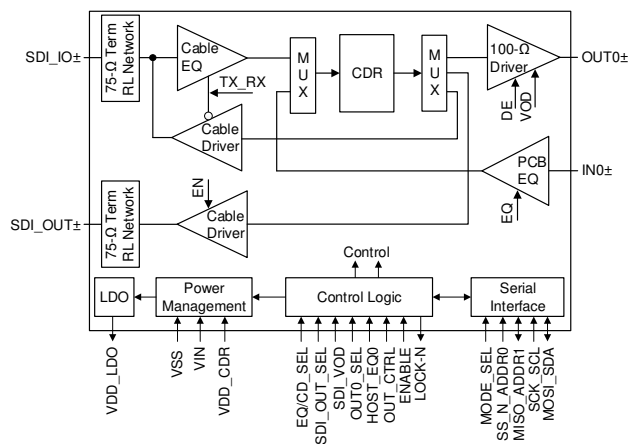 SDI_IO±
75-Ω Term
RL Network
Cable
EQ
TX_RX
Cable
Driver
MUX
CDR
MUX
100-Ω
Driver
OUT0±
DE
VOD
PCB
EQ
IN0±
EQ
SDI_OUT±
75-Ω Term
RL Network
EN
Cable
Driver
Control
LDO
Power
Management
Control Logic
Serial
Interface
VDD_LDO
VSS
VIN
VDD_CDR
EQ/CD_SEL
SDI_OUT_SEL
SDI_VOD
OUT0_SEL
HOST_EQ0
OUT_CTRL
ENABLE
LOCK-N
MODE_SEL
SS_N_ADDR0
MISO_ADDR1
SCK_SCL
MOSI_SDA